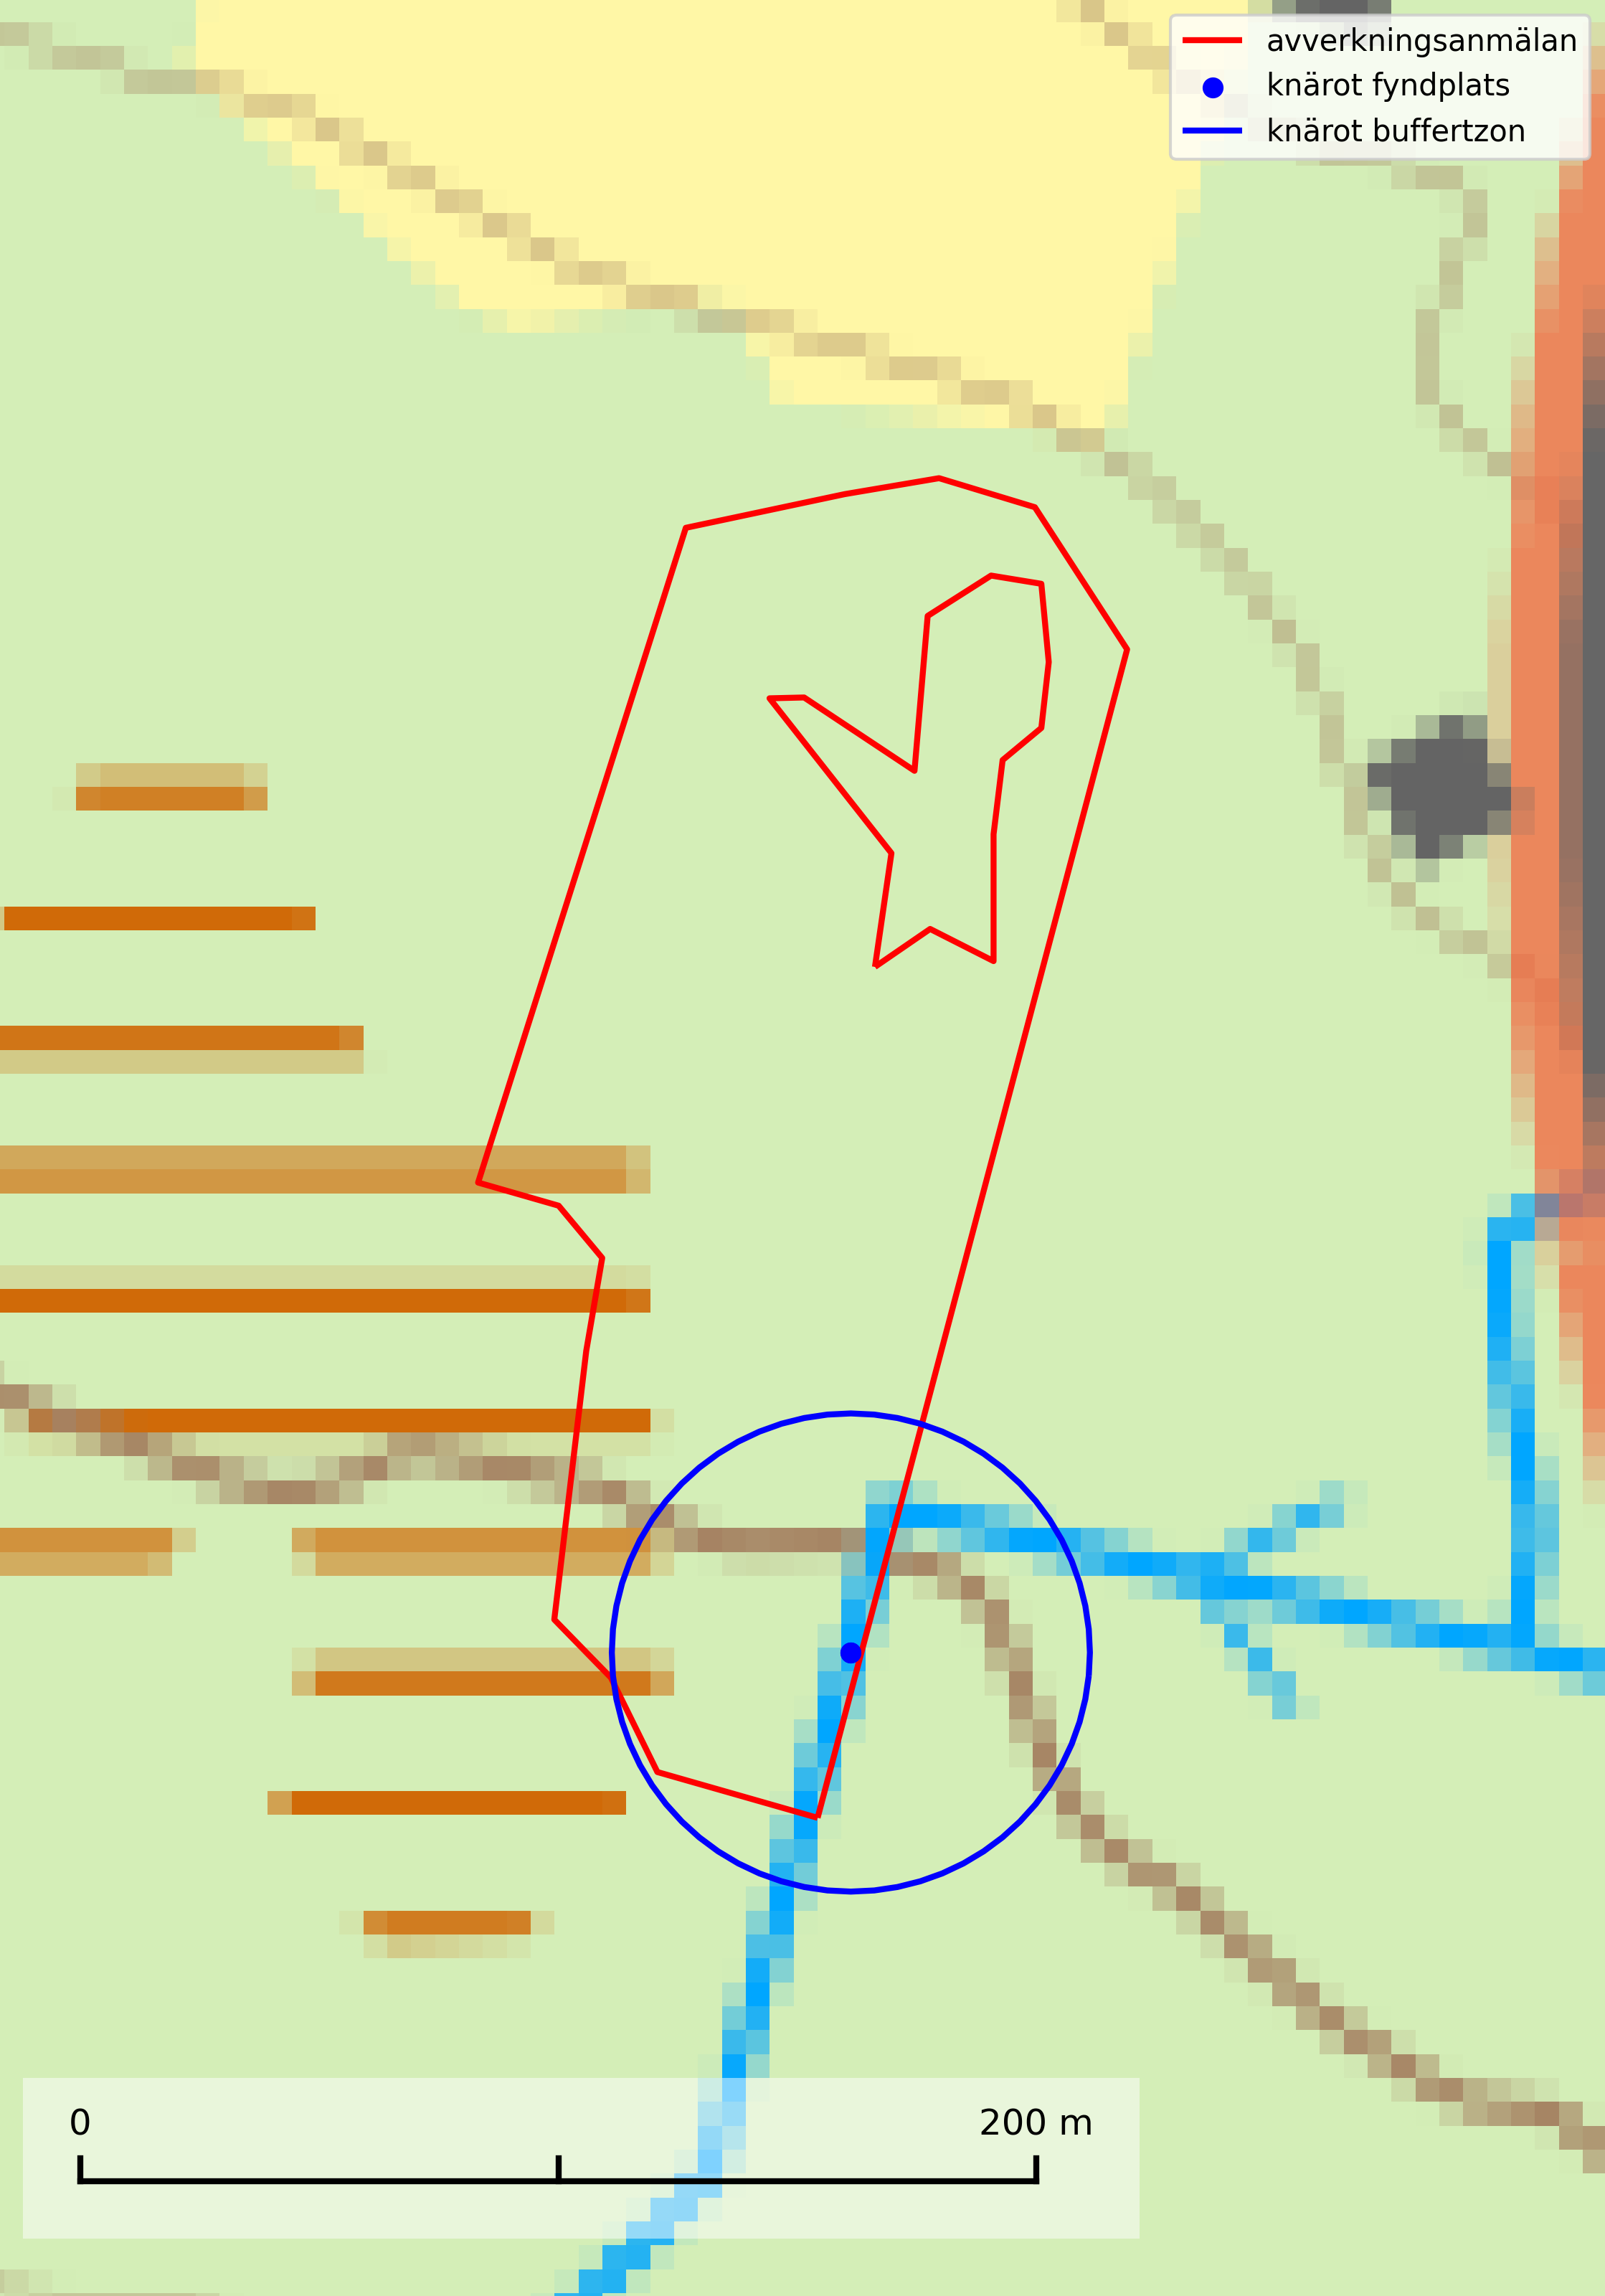 avverkningsanmälan
knärot fyndplats
knärot buffertzon
0 200 m